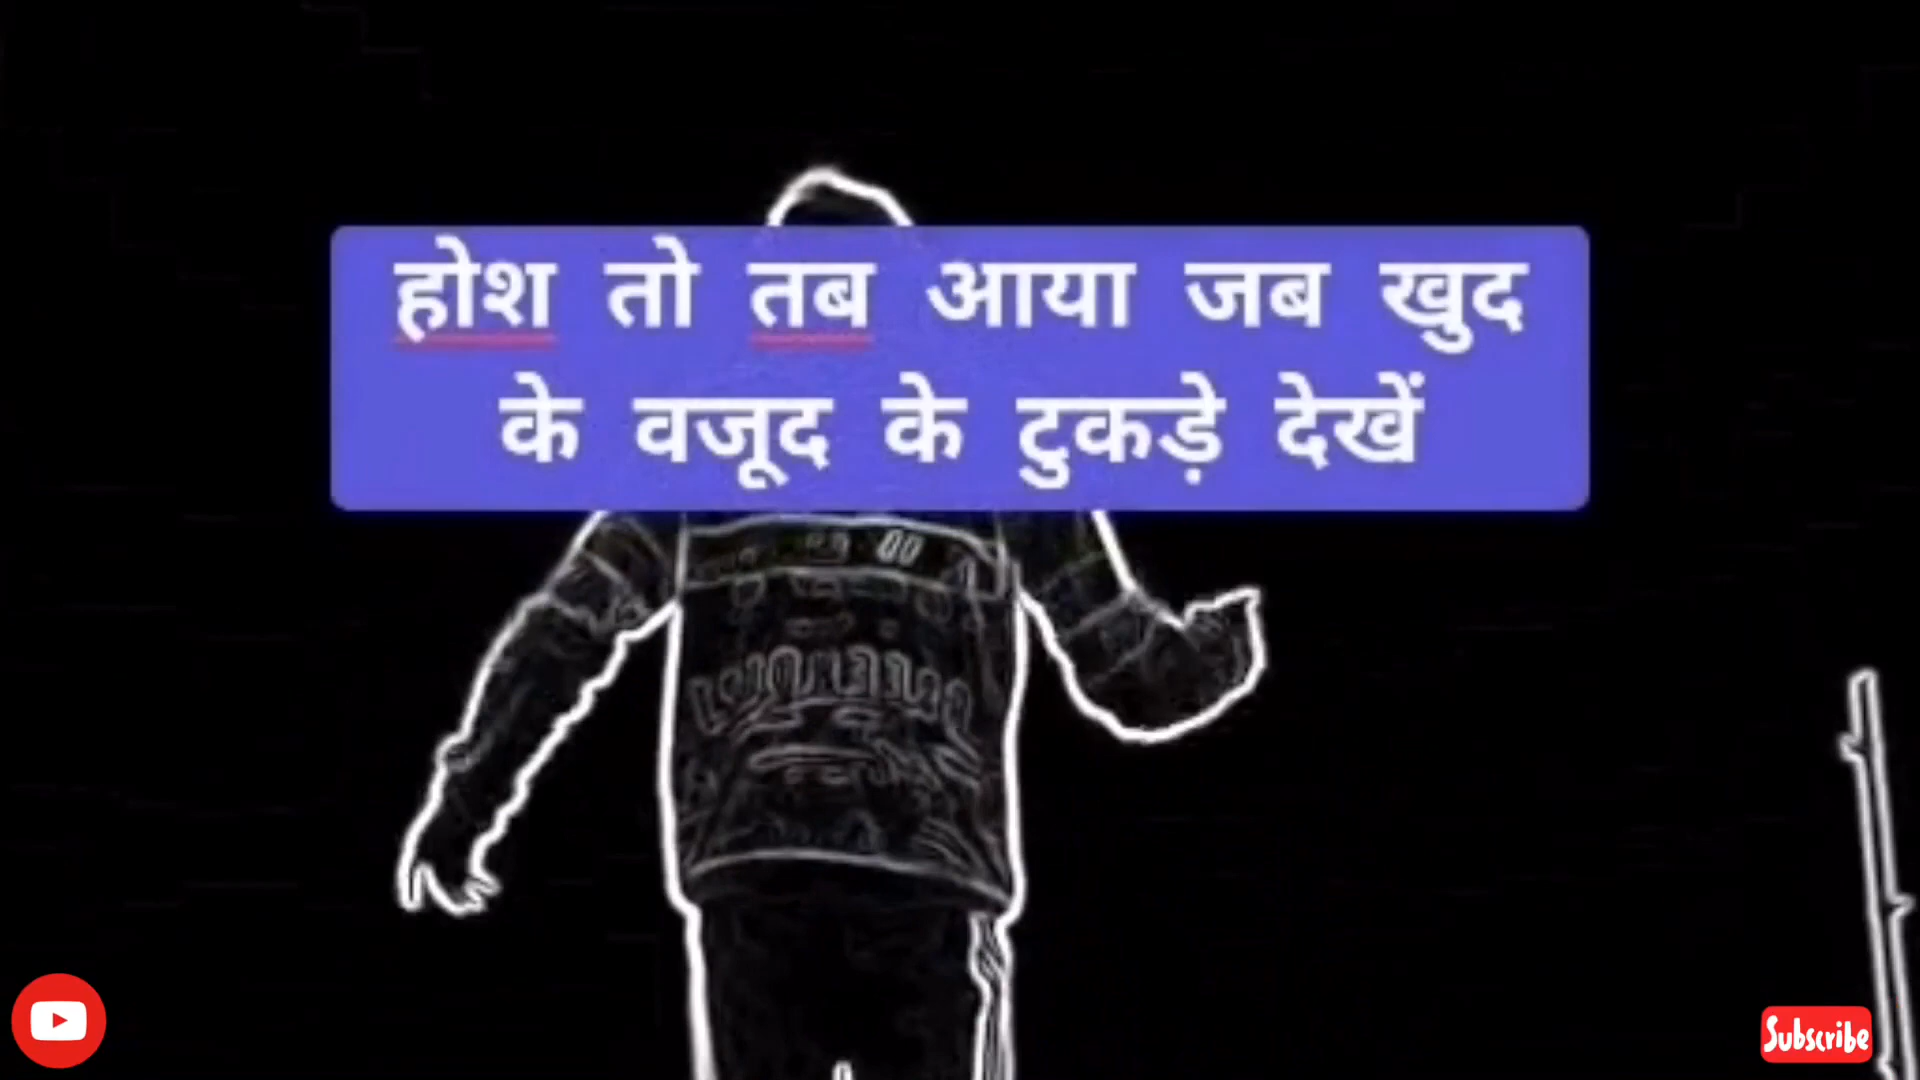 होश तो तब आया जब खुद
के वजूद के टुकड़े देखें
Subscribe